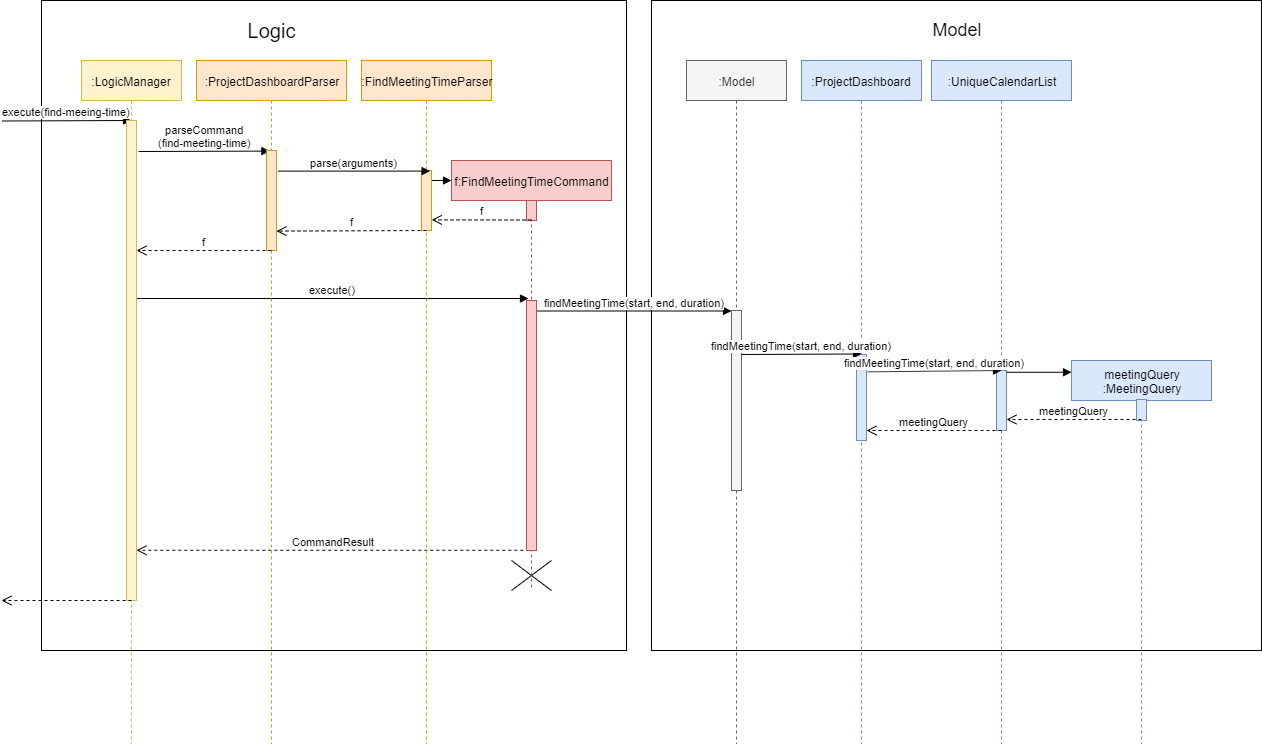 Logic
Model
:LogicManager
:ProjectDashboardParser
:FindMeetingTimeParser
:Model
:ProjectDashboard
:UniqueCalendarList
execute(find-meeing-time)
parseCommand
(find-meeting-time)
parse(arguments)
f:FindMeetingTimeCommand
f
f
f
execute()
findMeetingTime(start, end, duration)
findMeetingTime(start, end, duration)
findMeetingTime(start, end, duration)
meetingQuery
:MeetingQuery
meetingQuery
meetingQuery
CommandResult